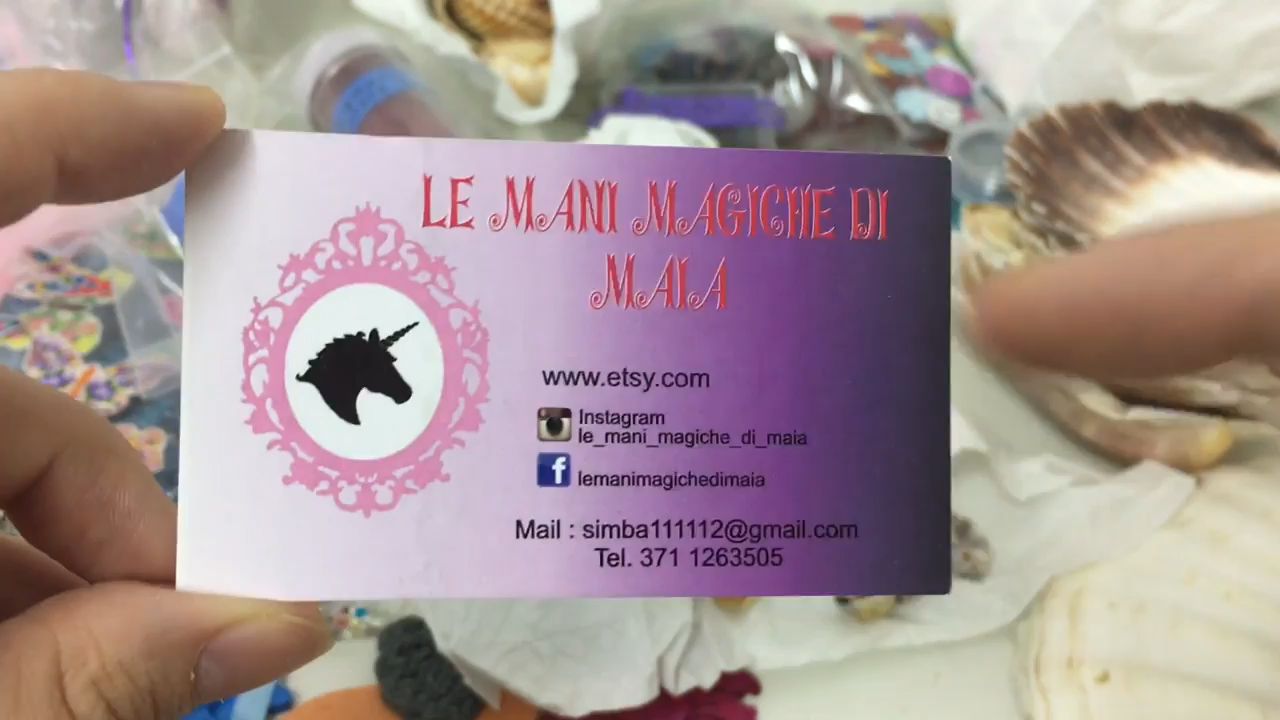 LE MANI MAGICHE DI
MAIA
www.etsy.com
Instagram
le_mani_magiche_di_maia
f lemanimagichedimaia
Mail : simba111112@gmail.com
Tel. 371 1263505